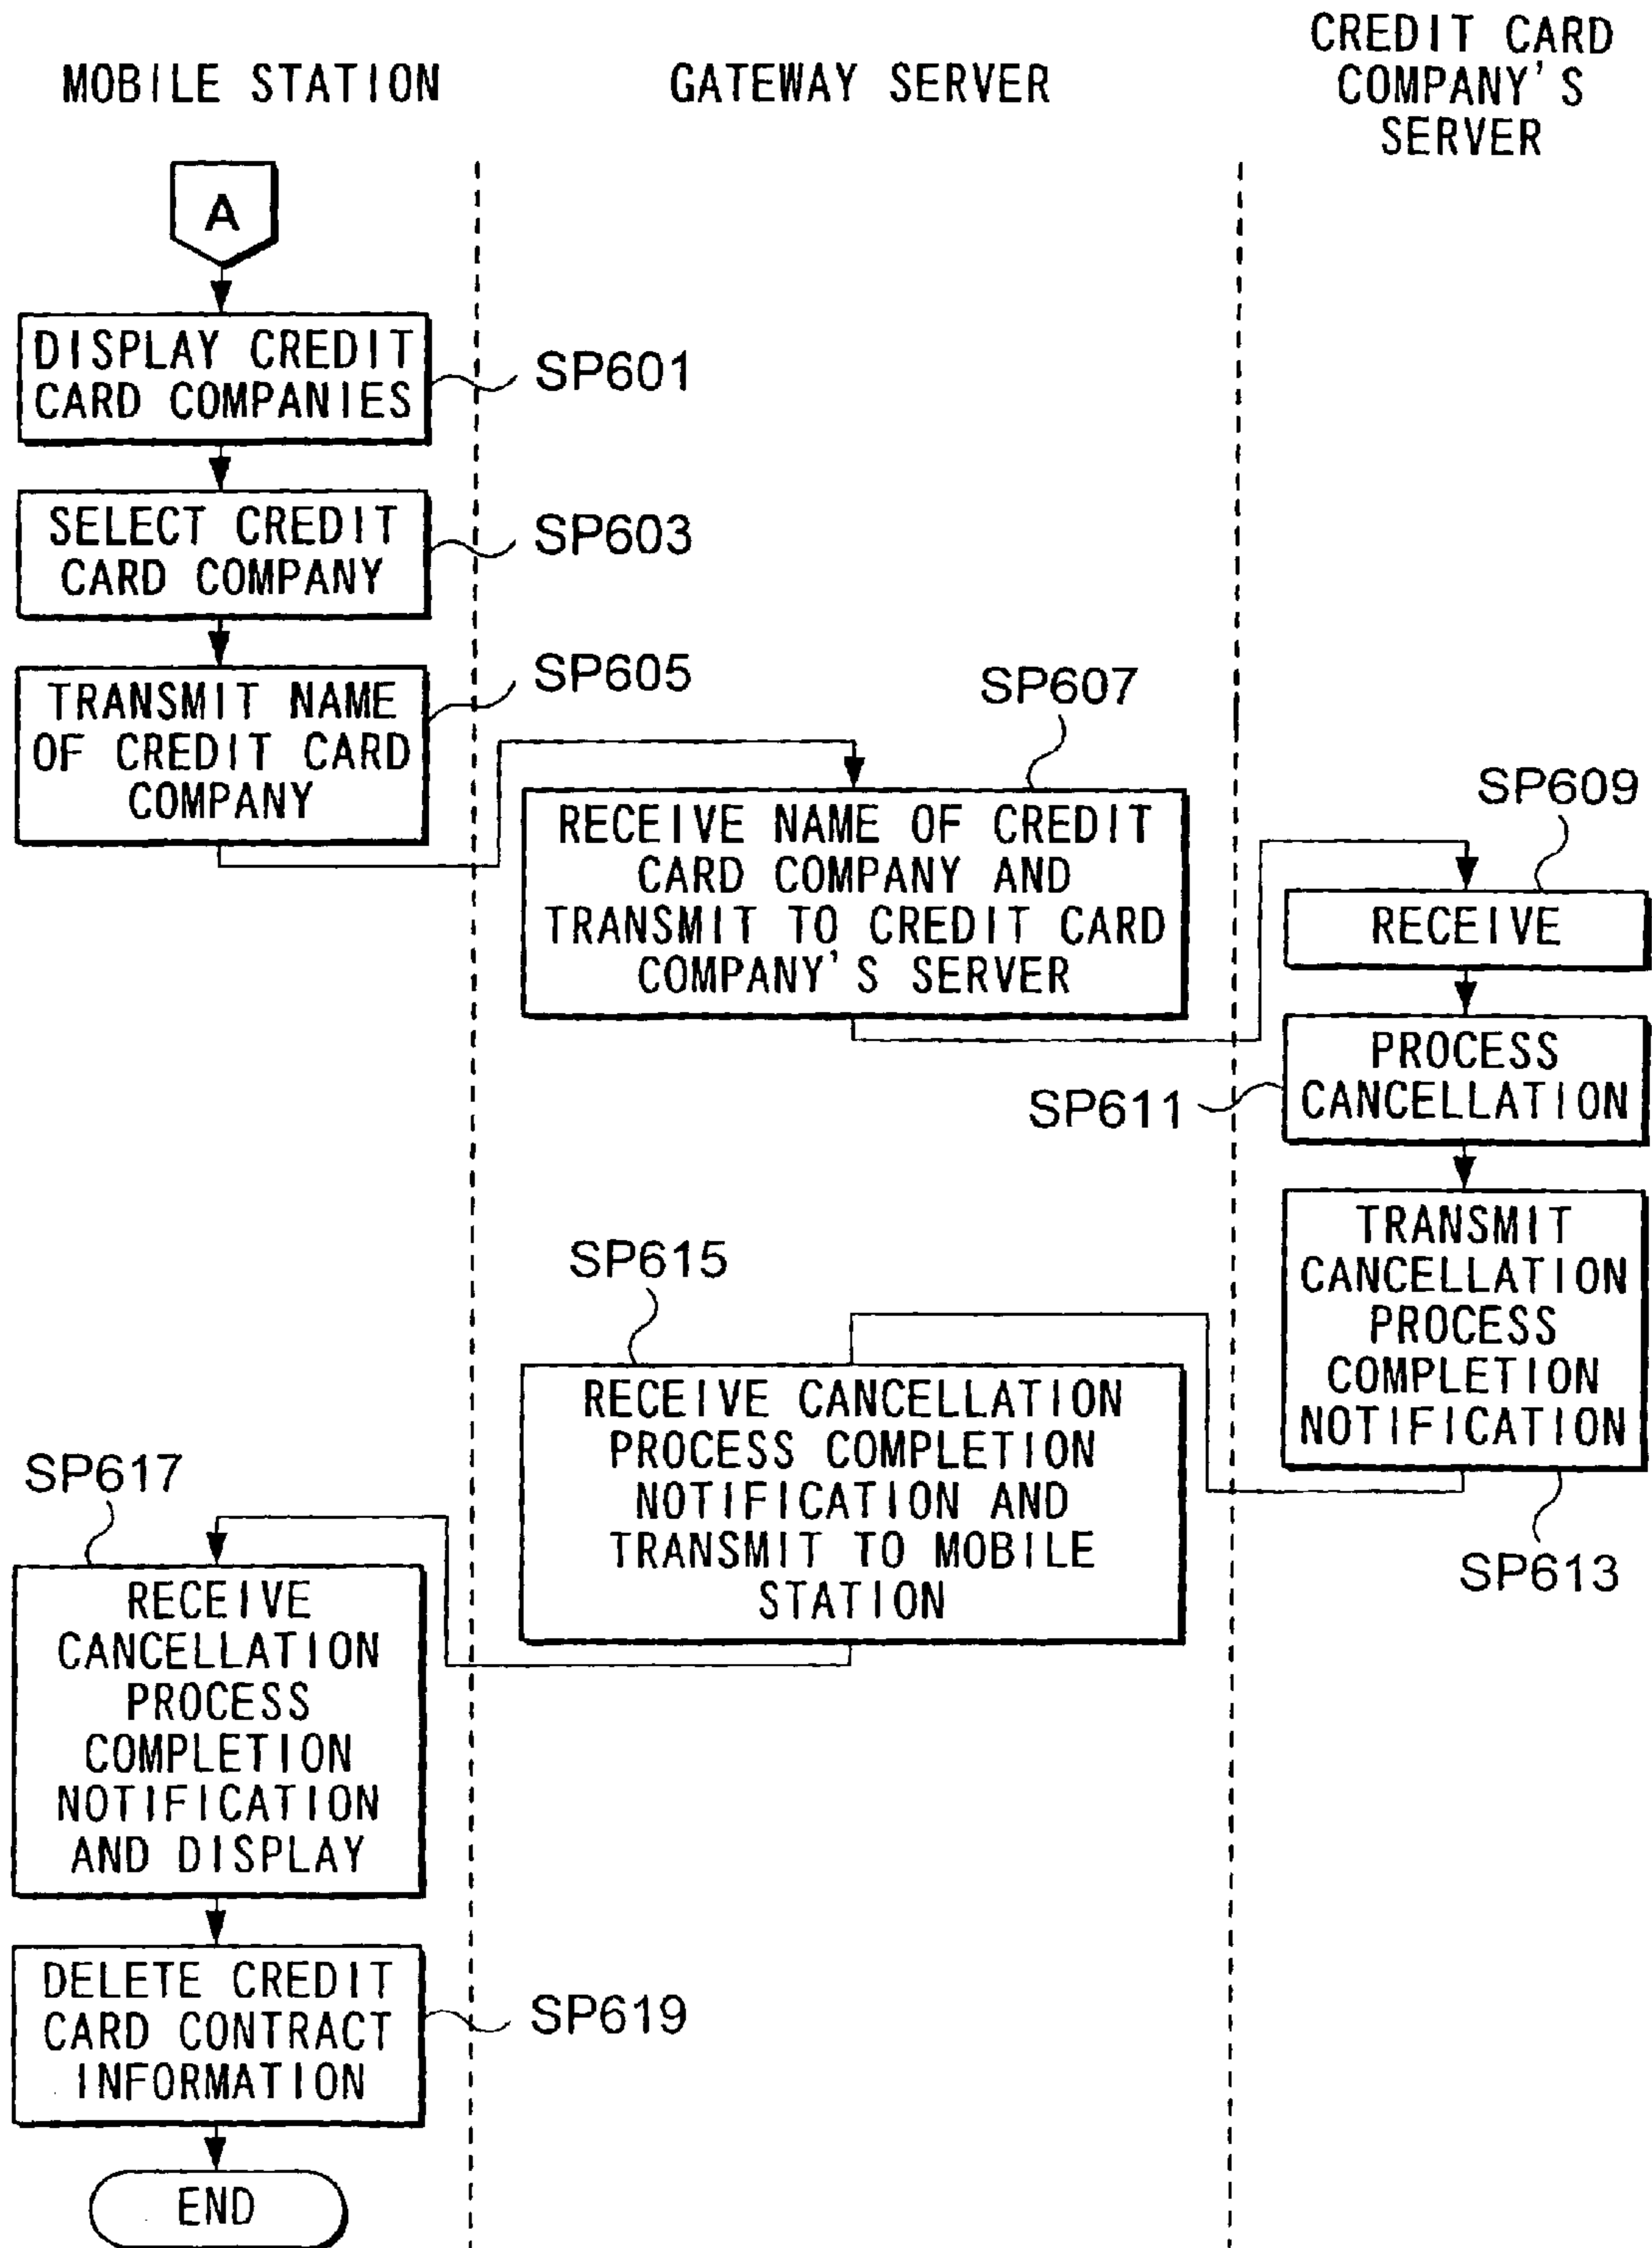 MOBILE STATION
GATEWAY SERVER
CREDIT CARD
COMPANY'S
SERVER
A
DISPLAY CREDIT
CARD COMPANIES
SP601
SELECT CREDIT
CARD COMPANY
SP603
TRANSMIT NAME
OF CREDIT CARD
COMPANY
SP605
SP607
RECEIVE NAME OF CREDIT
CARD COMPANY AND
TRANSMIT TO CREDIT CARD
COMPANY'S SERVER
SP609
RECEIVE
PROCESS
CANCELLATION
SP611
TRANSMIT
CANCELLATION
PROCESS
COMPLETION
NOTIFICATION
SP613
SP615
RECEIVE CANCELLATION
PROCESS COMPLETION
NOTIFICATION AND
TRANSMIT TO MOBILE
STATION
SP617
RECEIVE
CANCELLATION
PROCESS
COMPLETION
NOTIFICATION
AND DISPLAY
DELETE CREDIT
CARD CONTRACT
INFORMATION
SP619
END